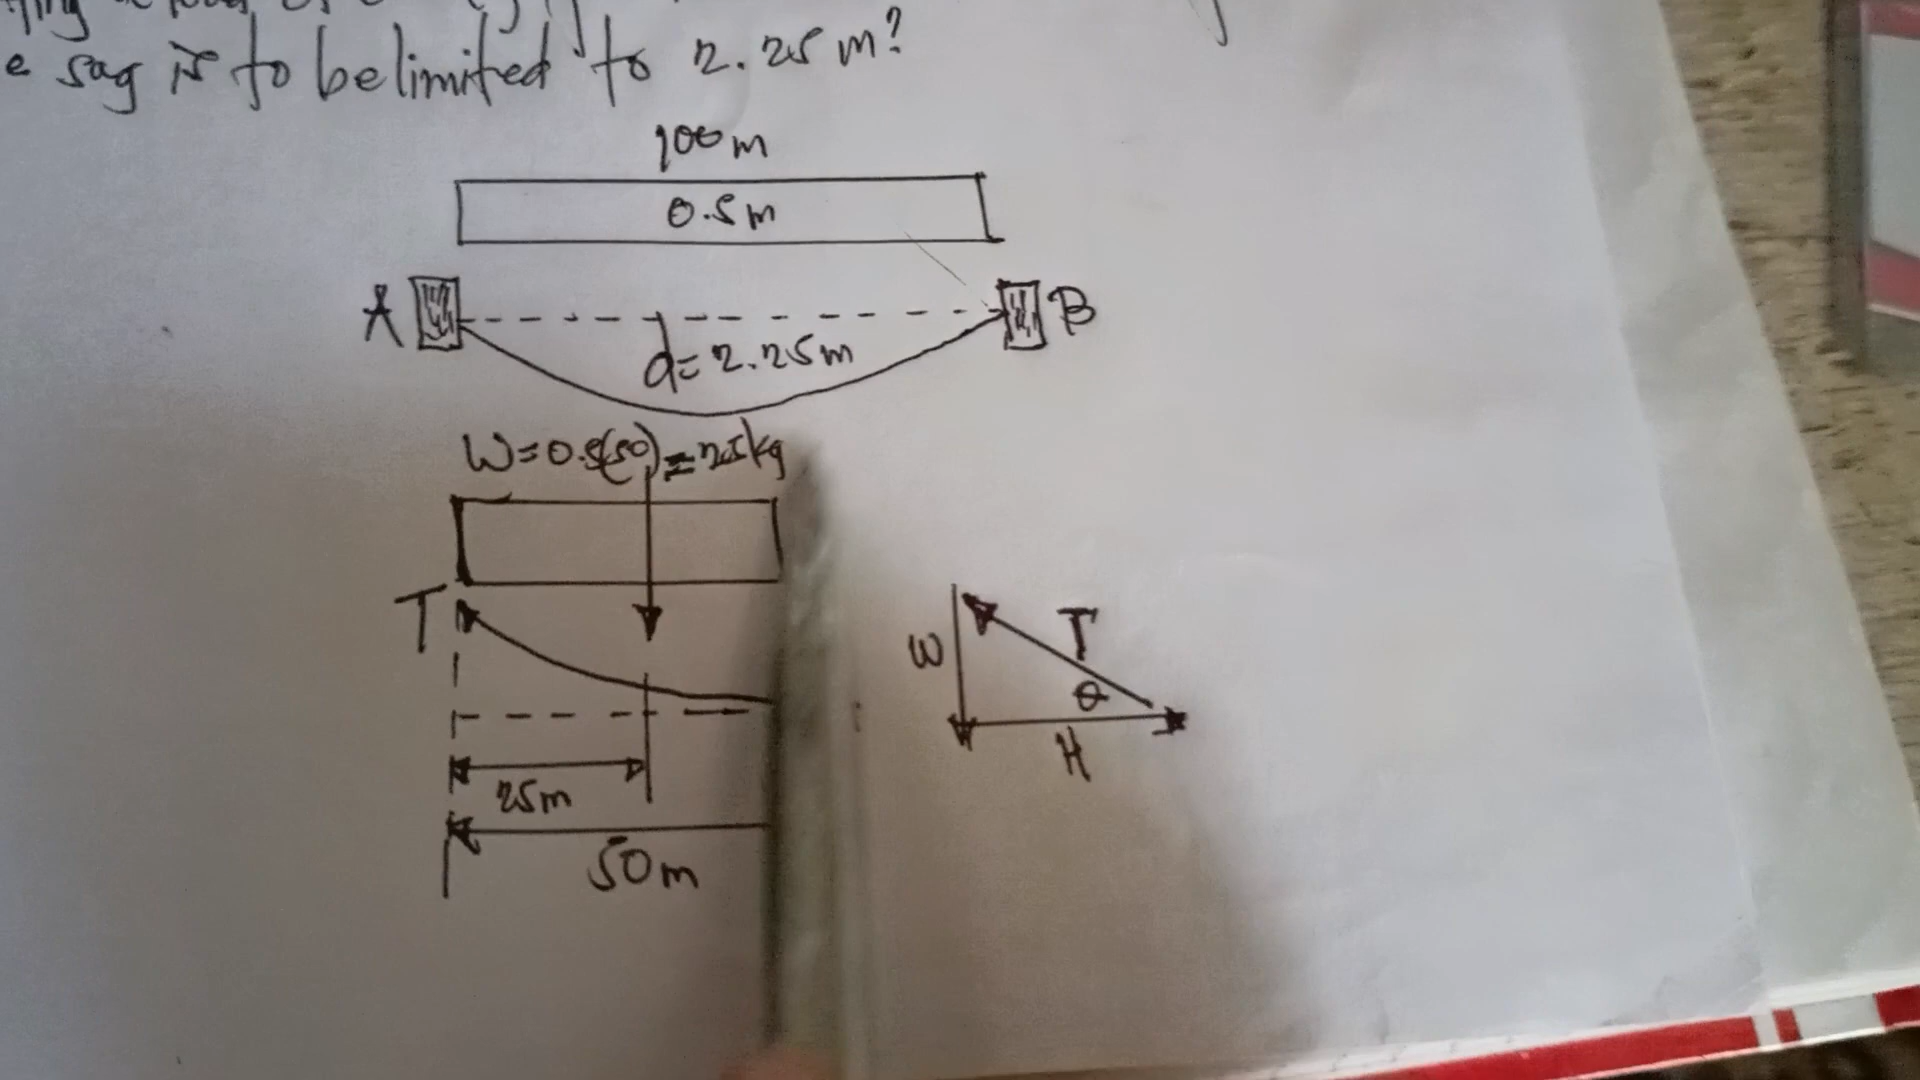 e sag is to be limited to 2.25 m?
100 m
0.5 m
A
B
d = 2.25 m
W = 0.5(50) = 25 kg
T
W
T
θ
H
25m
50 m